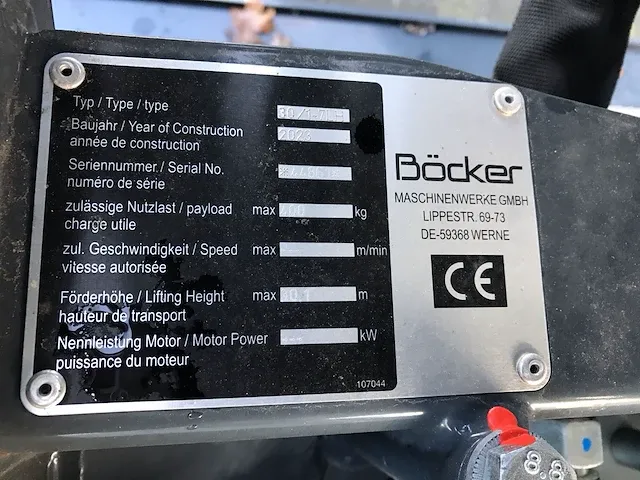 Typ / Type / type
Baujahr / Year of Construction 2023
année de construction
Seriennummer / Serial No.
numéro de série
zulässige Nutzlast / payload max 400 kg
charge utile
zul. Geschwindigkeit / Speed max m/min
vitesse autorisée
Förderhöhe / Lifting Height max m
hauteur de transport
Nennleistung Motor / Motor Power --- kW
puissance du moteur
107044
Böcker
MASCHINENWERKE GMBH
LIPPESTR. 69-73
DE-59368 WERNE
CE
8.8